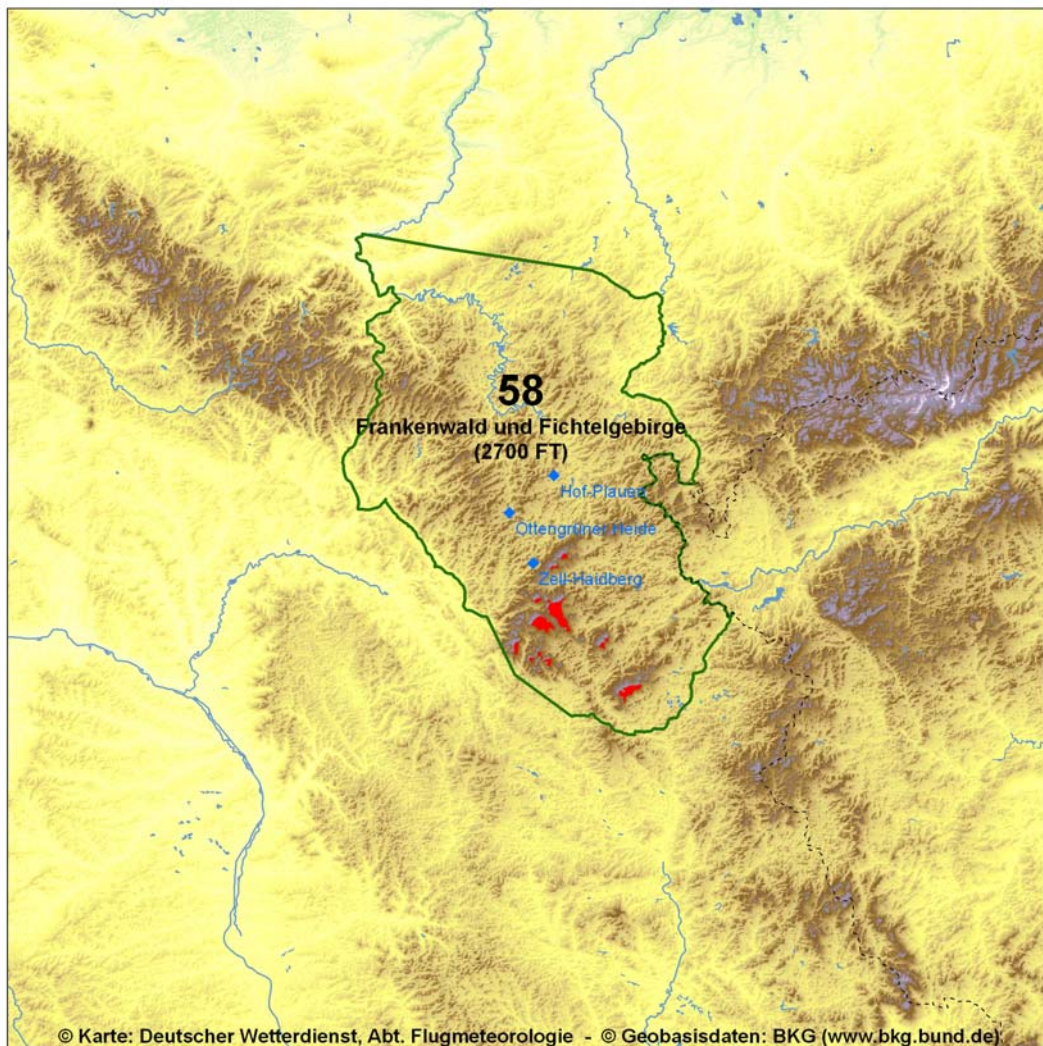 58
Frankenwald und Fichtelgebirge
(2700 FT)
Hof-Plauen
Ottengrüner Heide
Zell-Haidberg
© Karte: Deutscher Wetterdienst, Abt. Flugmeteorologie - © Geobasisdaten: BKG (www.bkg.bund.de)